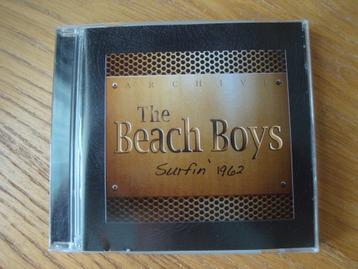 ARCHIVE
The
Beach Boys
Surfin' 1962